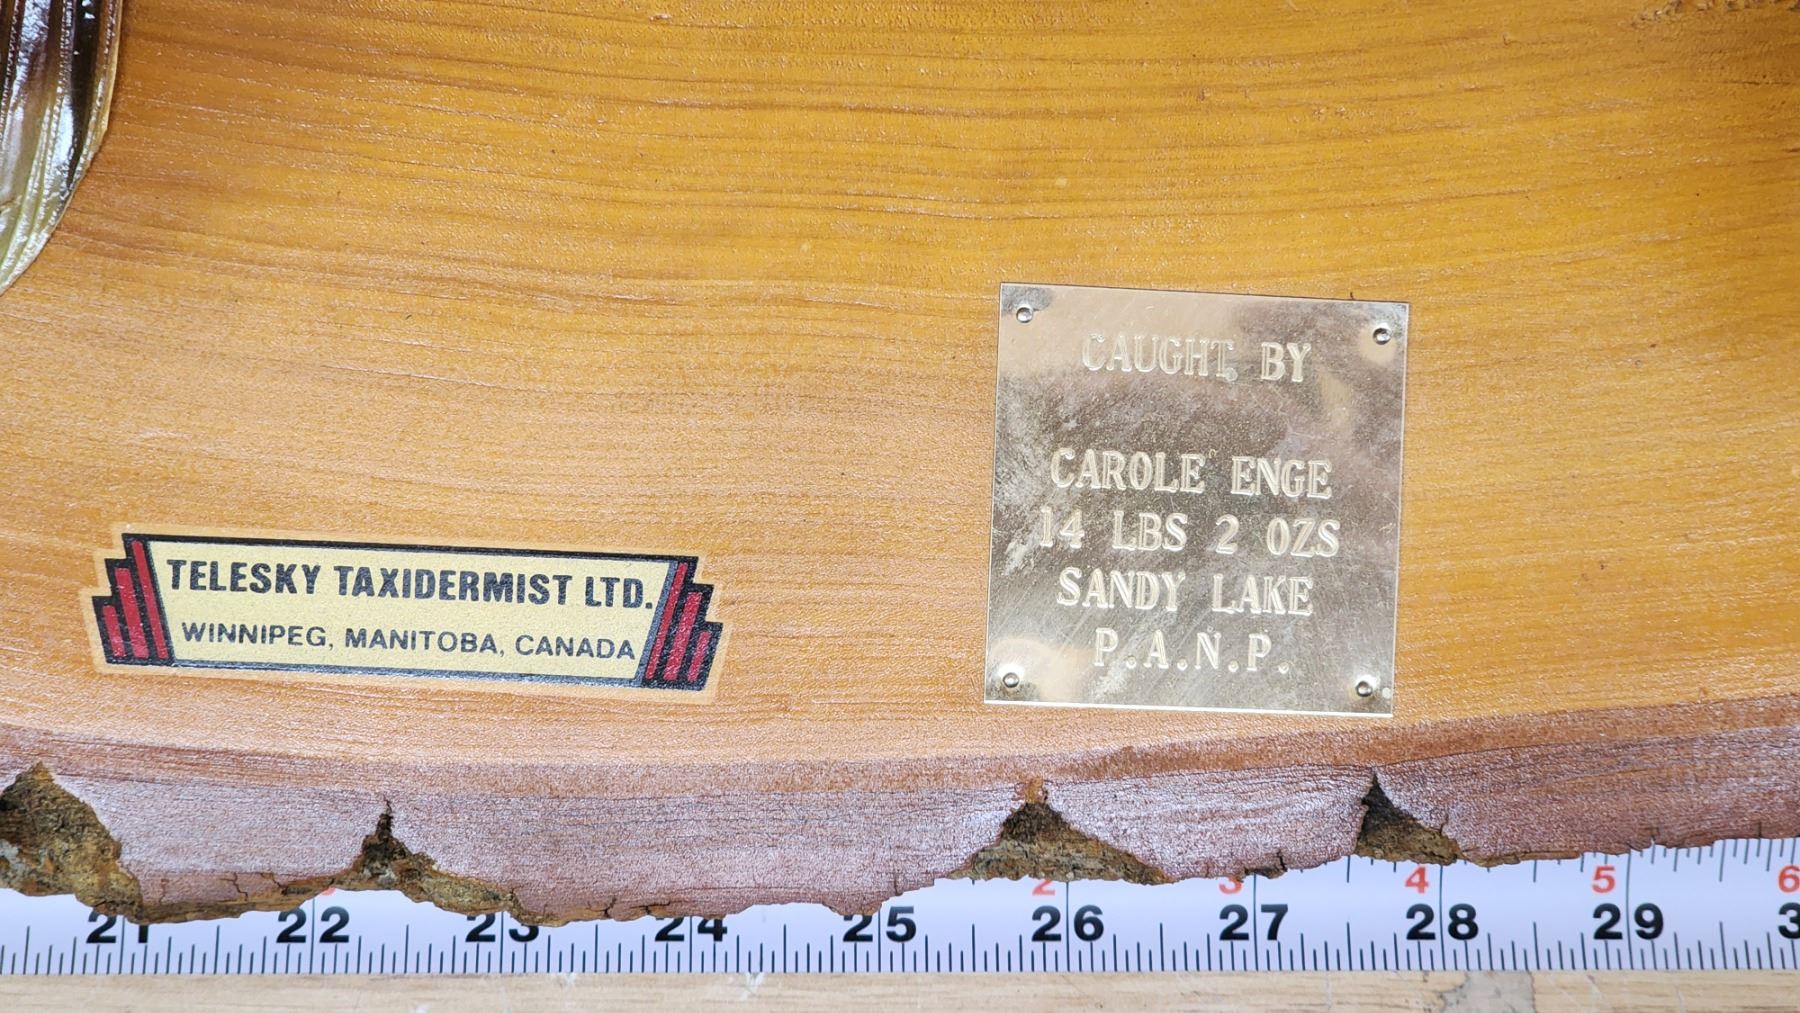 CAUGHT BY
CAROLE ENGE
14 LBS 2 OZS
SANDY LAKE
P.A.N.P.
TELESKY TAXIDERMIST LTD.
WINNIPEG, MANITOBA, CANADA
2 3 4 5 6
21 22 23 24 25 26 27 28 29 3